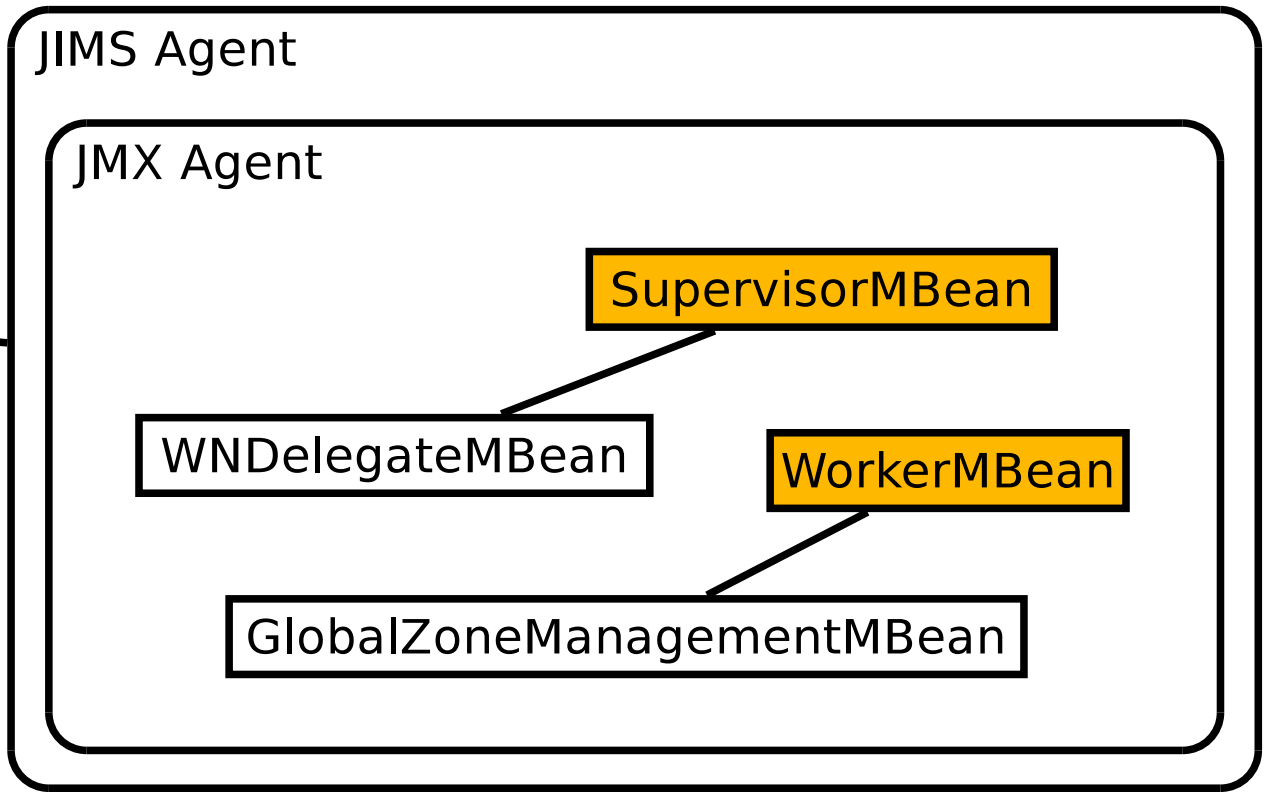 JIMS Agent
JMX Agent
SupervisorMBean
WNDelegateMBean
WorkerMBean
GlobalZoneManagementMBean